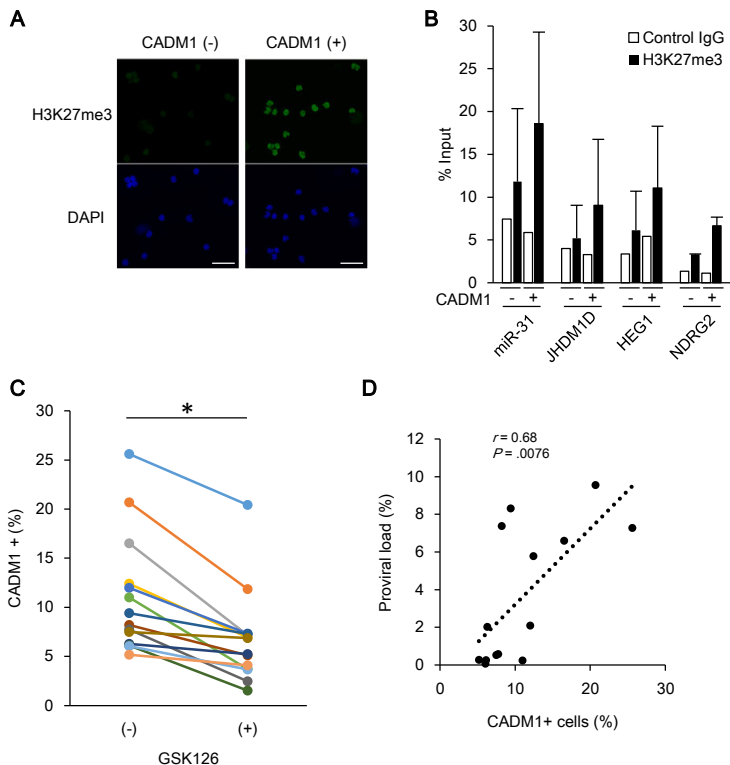 A
CADM1 (-) CADM1 (+)
H3K27me3
DAPI
B
Control IgG
H3K27me3
% Input
30
25
20
15
10
5
0
CADM1 - + - + - + - +
miR-31 JHDM1D HEG1 NDRG2
C
*
CADM1 + (%)
30
25
20
15
10
5
0
(-) (+)
GSK126
D
r = 0.68
P = .0076
Proviral load (%)
12
10
8
6
4
2
0
0 10 20 30
CADM1+ cells (%)